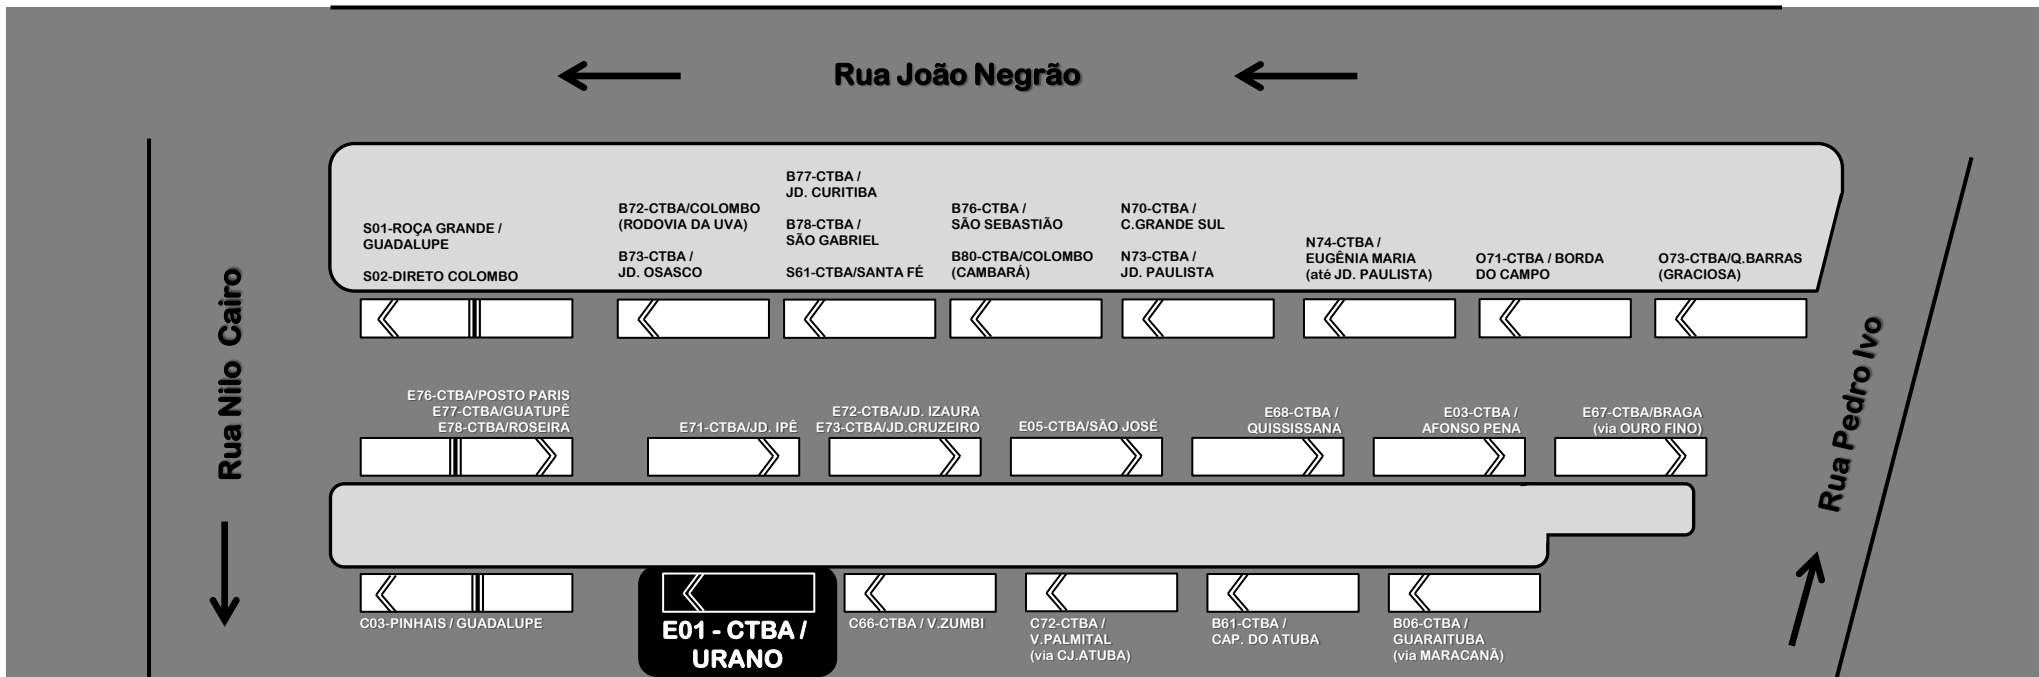 Rua João Negrão
S01-ROÇA GRANDE /
GUADALUPE
S02-DIRETO COLOMBO
B72-CTBA/COLOMBO
(RODOVIA DA UVA)
B73-CTBA /
JD. OSASCO
B77-CTBA /
JD. CURITIBA
B78-CTBA /
SÃO GABRIEL
S61-CTBA/SANTA FÉ
B76-CTBA /
SÃO SEBASTIÃO
B80-CTBA/COLOMBO
(CAMBARÁ)
N70-CTBA /
C.GRANDE SUL
N73-CTBA /
JD. PAULISTA
N74-CTBA /
EUGÊNIA MARIA
(até JD. PAULISTA)
O71-CTBA / BORDA
DO CAMPO
O73-CTBA/Q.BARRAS
(GRACIOSA)
Rua Nilo Cairo
Rua Pedro Ivo
E76-CTBA/POSTO PARIS
E77-CTBA/GUATUPÊ
E78-CTBA/ROSEIRA
E71-CTBA/JD. IPÊ
E72-CTBA/JD. IZAURA
E73-CTBA/JD.CRUZEIRO
E05-CTBA/SÃO JOSÉ
E68-CTBA /
QUISSISSANA
E03-CTBA /
AFONSO PENA
E67-CTBA/BRAGA
(via OURO FINO)
C03-PINHAIS / GUADALUPE
E01 - CTBA /
URANO
C66-CTBA / V.ZUMBI
C72-CTBA /
V.PALMITAL
(via CJ.ATUBA)
B61-CTBA /
CAP. DO ATUBA
B06-CTBA /
GUARAITUBA
(via MARACANÃ)